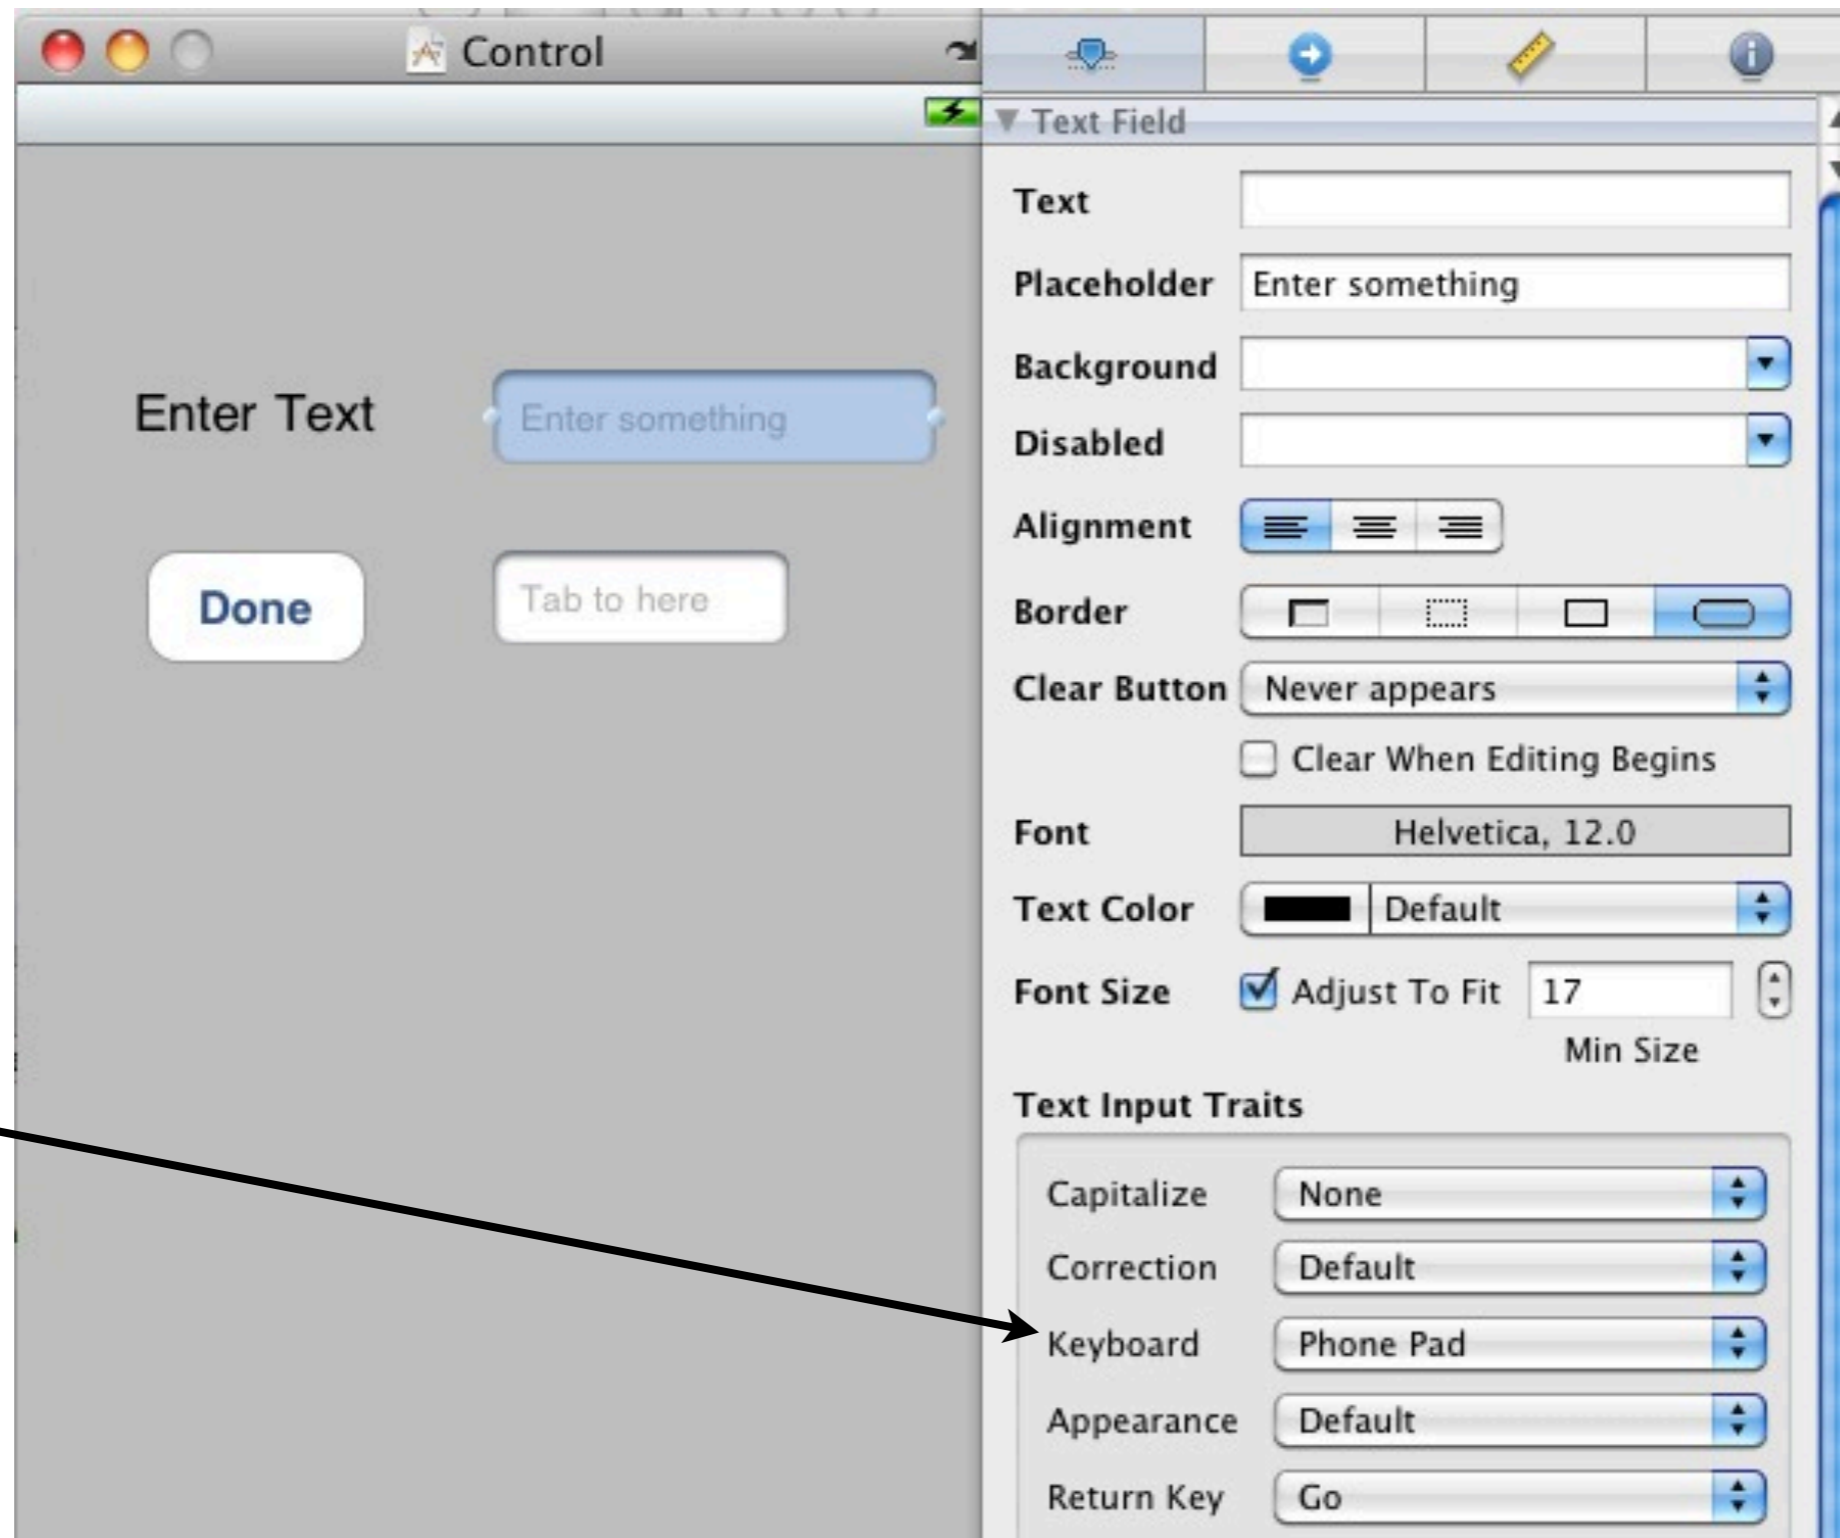 Control
Enter Text
Enter something
Done
Tab to here
Text Field
Text
Placeholder Enter something
Background
Disabled
Alignment
Border
Clear Button Never appears
Clear When Editing Begins
Font Helvetica, 12.0
Text Color Default
Font Size Adjust To Fit 17
Min Size
Text Input Traits
Capitalize None
Correction Default
Keyboard Phone Pad
Appearance Default
Return Key Go